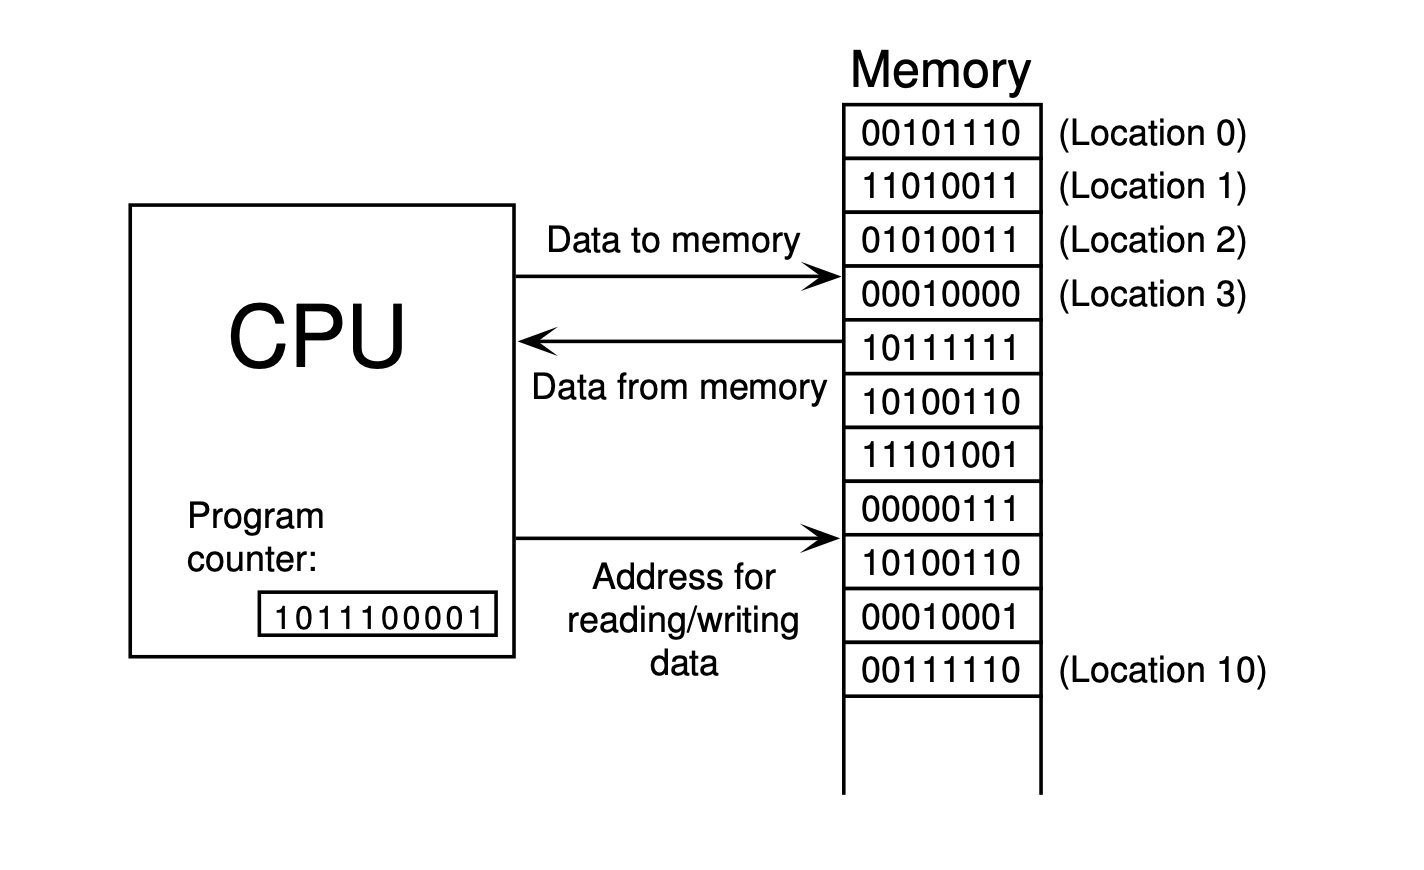 Memory
00101110 (Location 0)
11010011 (Location 1)
01010011 (Location 2)
00010000 (Location 3)
10111111
10100110
11101001
00000111
10100110
00010001
00111110 (Location 10)
Data to memory
Data from memory
Address for
reading/writing
data
CPU
Program
counter:
1011100001